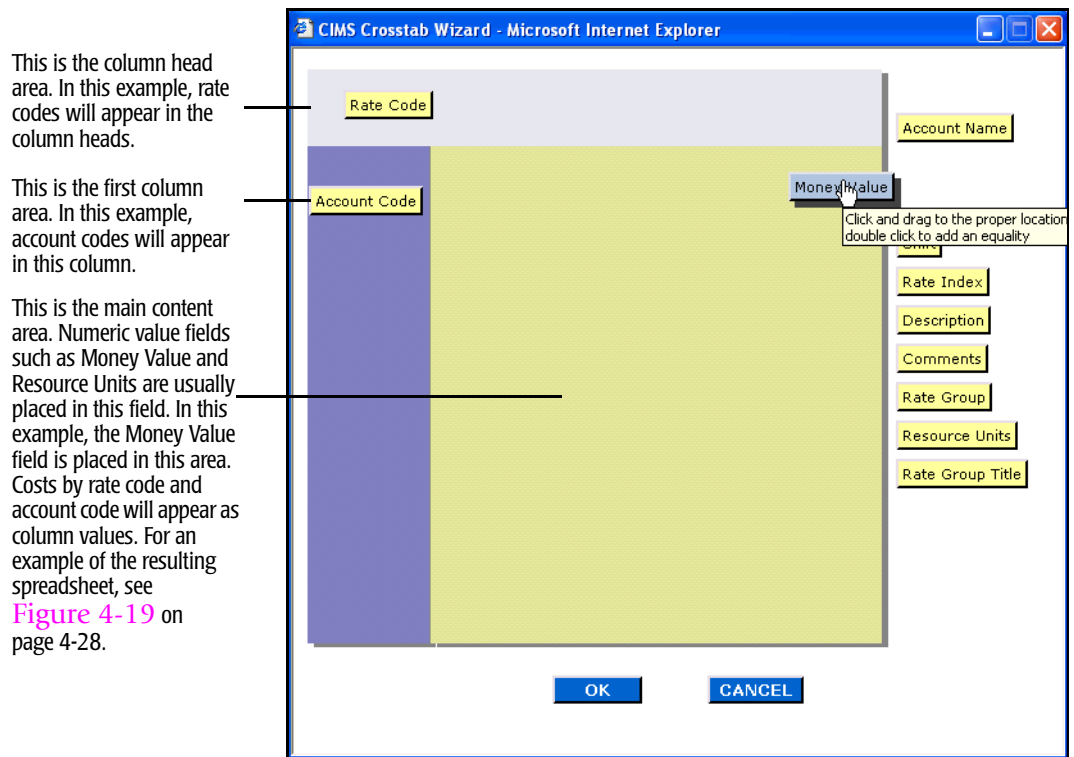 CIMS Crosstab Wizard - Microsoft Internet Explorer
This is the column head
area. In this example, rate
codes will appear in the
column heads.
Rate Code
Account Name
This is the first column
area. In this example,
account codes will appear
in this column.
Account Code
Money Value
Click and drag to the proper location
double click to add an equality
Shift
Rate Index
Description
Comments
Rate Group
Resource Units
Rate Group Title
This is the main content
area. Numeric value fields
such as Money Value and
Resource Units are usually
placed in this field. In this
example, the Money Value
field is placed in this area.
Costs by rate code and
account code will appear as
column values. For an
example of the resulting
spreadsheet, see
Figure 4-19 on
page 4-28.
OK
CANCEL